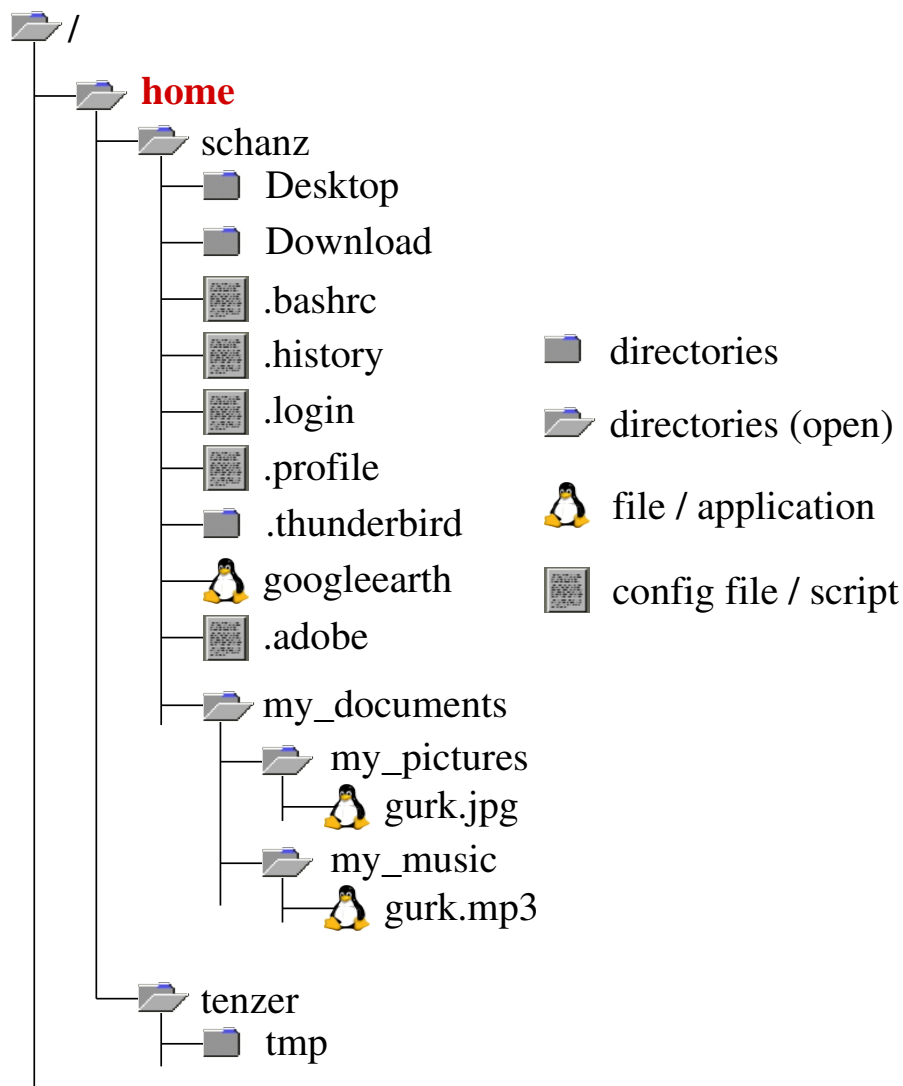 /
home
schanz
Desktop
Download
.bashrc
.history
.login
.profile
.thunderbird
googleearth
.adobe
my_documents
my_pictures
gurk.jpg
my_music
gurk.mp3
tenzer
tmp
directories
directories (open)
file / application
config file / script